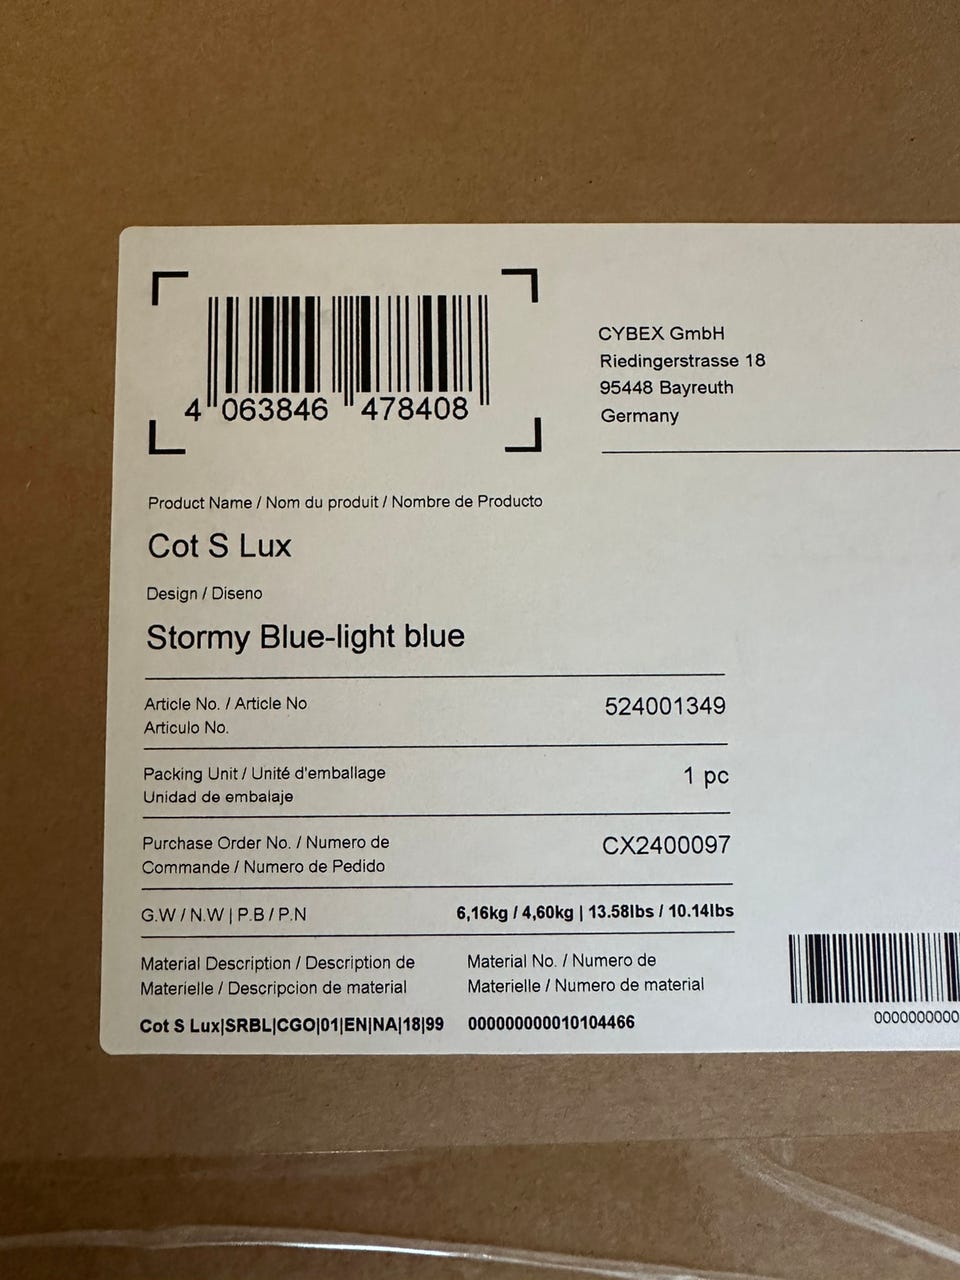 4 063846 478408
CYBEX GmbH
Riedingerstrasse 18
95448 Bayreuth
Germany
Product Name / Nom du produit / Nombre de Producto
Cot S Lux
Design / Diseno
Stormy Blue-light blue
Article No. / Article No
Articulo No.
524001349
Packing Unit / Unité d'emballage
Unidad de embalaje
1 pc
Purchase Order No. / Numero de
Commande / Numero de Pedido
CX2400097
G.W / N.W | P.B / P.N
6,16kg / 4,60kg | 13.58lbs / 10.14lbs
Material Description / Description de
Materielle / Descripcion de material
Cot S Lux|SRBL|CGO|01|EN|NA|18|99
Material No. / Numero de
Materielle / Numero de material
000000000010104466
0000000000